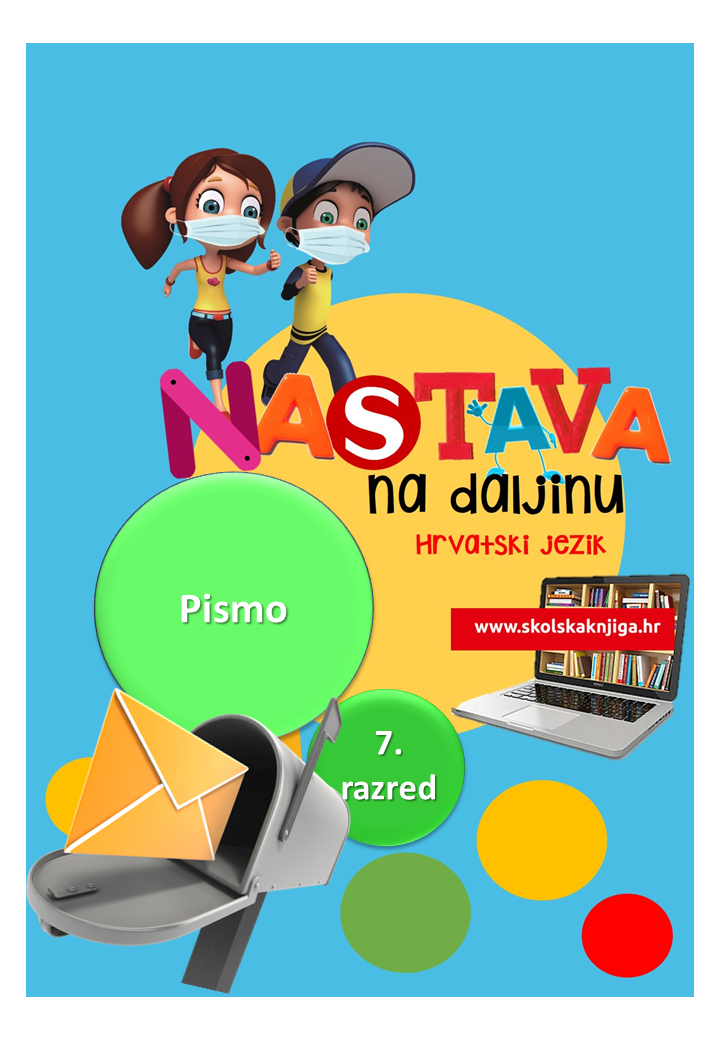 NASTAVA
na daljinu
Hrvatski jezik
Pismo
www.skolskaknjiga.hr
7.
razred